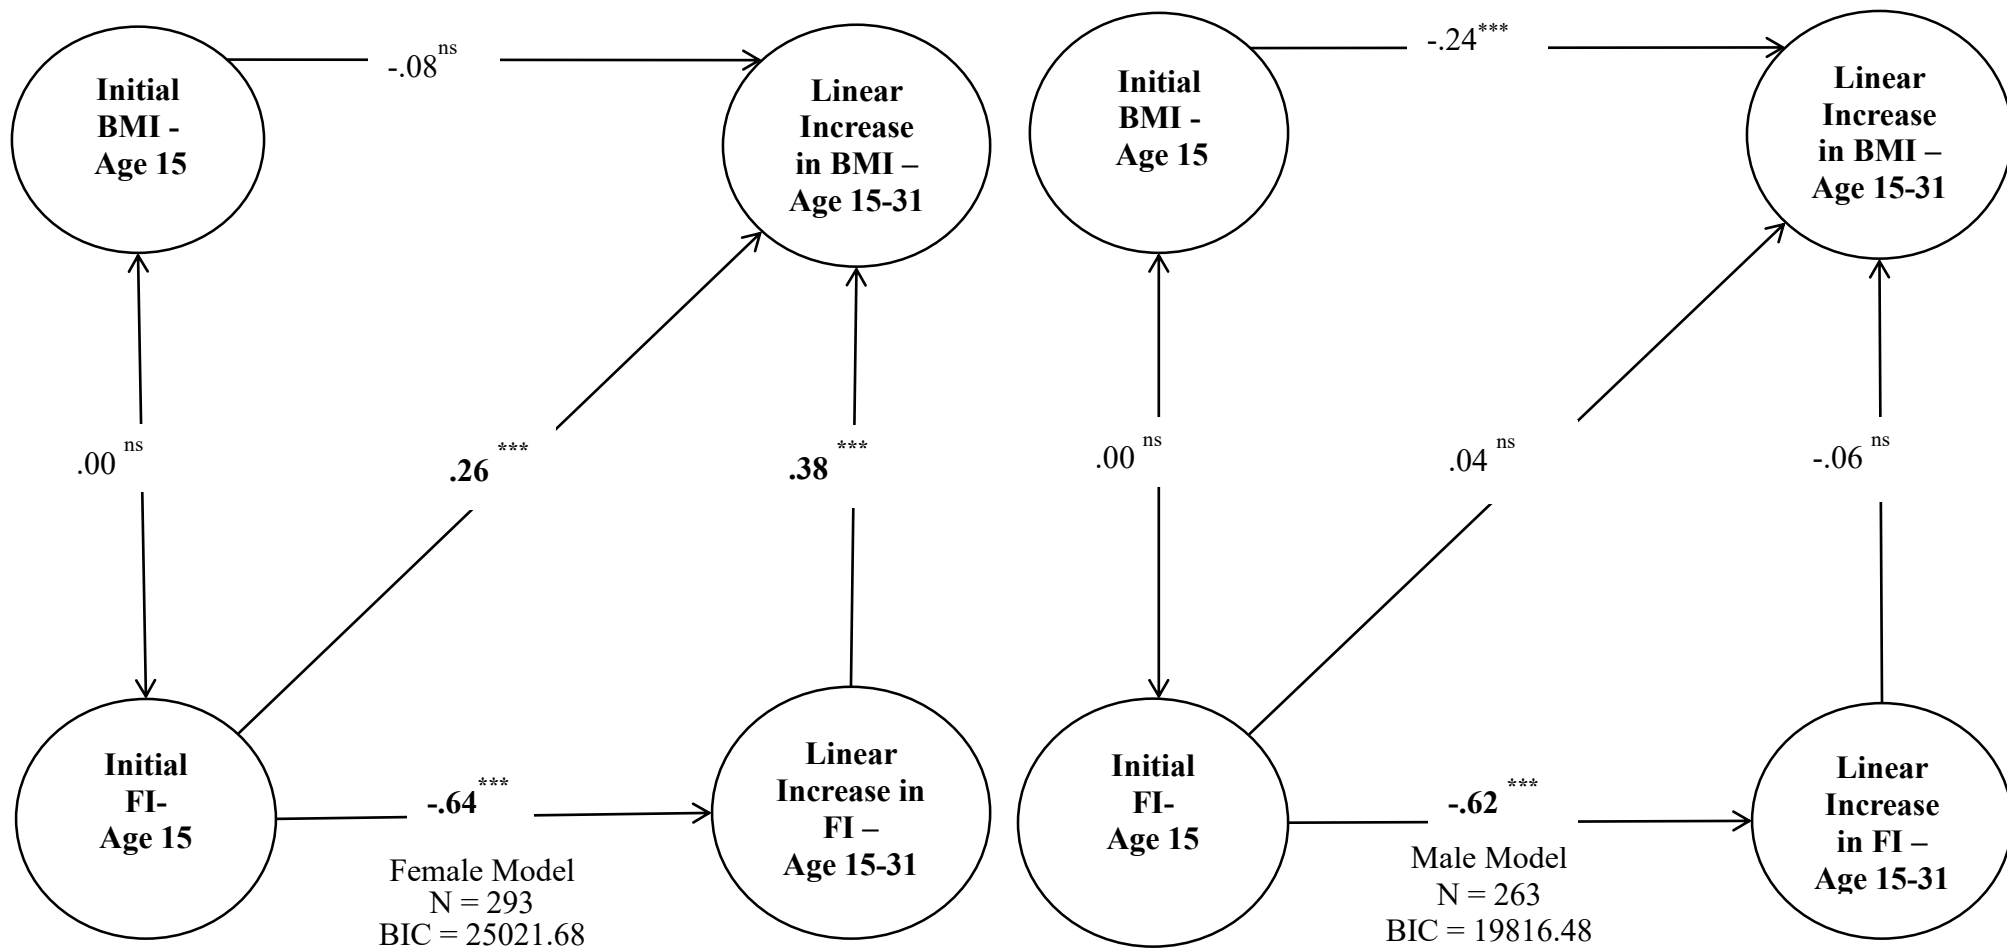 Initial
BMI -
Age 15
-.08 ns
Linear
Increase
in BMI –
Age 15-31
.00 ns
.26 ***
.38 ***
Initial
FI-
Age 15
-.64***
Linear
Increase in
FI –
Age 15-31
Female Model
N = 293
BIC = 25021.68
Initial
BMI -
Age 15
-.24***
Linear
Increase
in BMI –
Age 15-31
.00 ns
.04 ns
-.06 ns
Initial
FI-
Age 15
-.62 ***
Linear
Increase
in FI –
Age 15-31
Male Model
N = 263
BIC = 19816.48